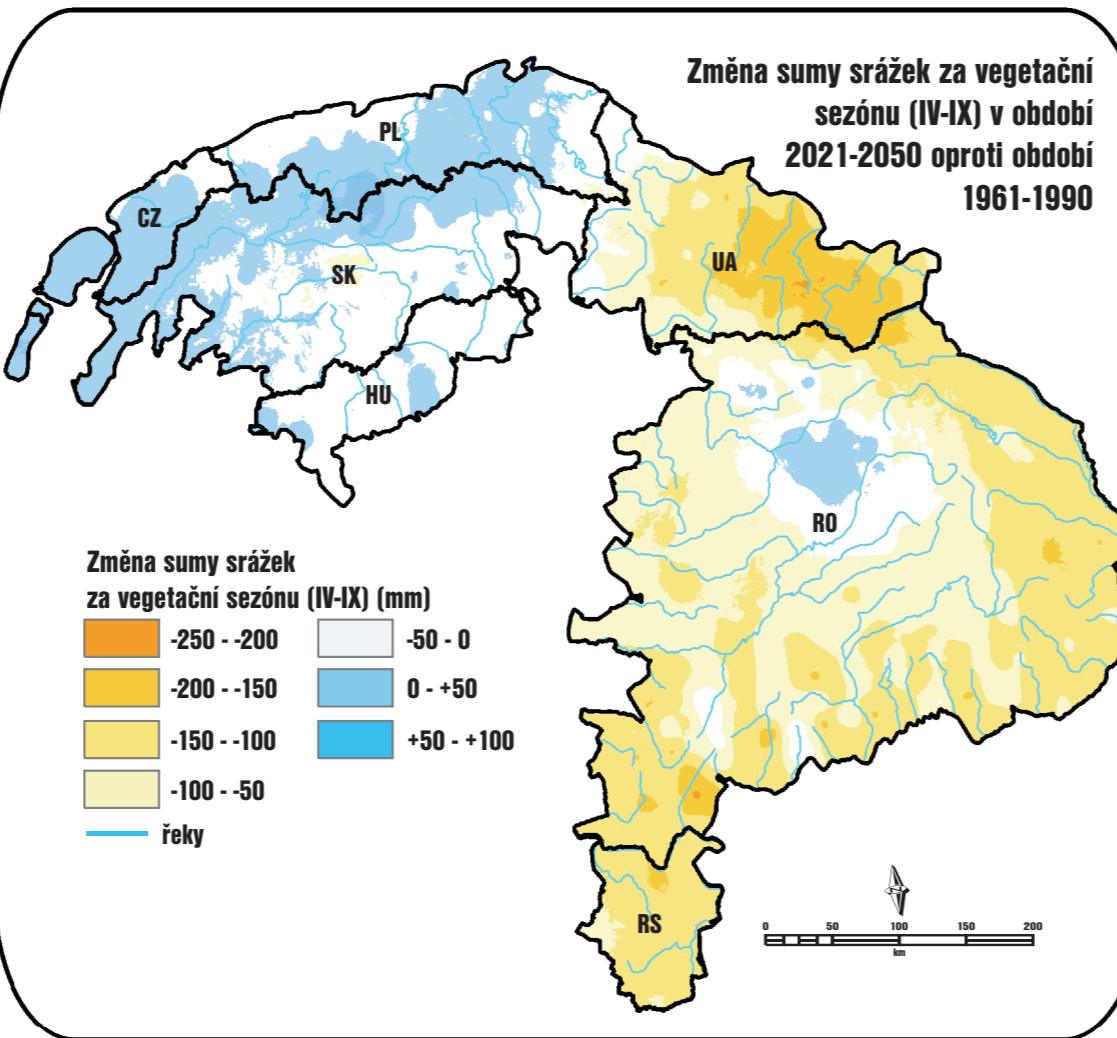 Změna sumy srážek za vegetační
sezónu (IV-IX) v období
2021-2050 oproti období
1961-1990
PL
CZ
SK
UA
HU
RO
RS
Změna sumy srážek
za vegetační sezónu (IV-IX) (mm)
-250 - -200
-200 - -150
-150 - -100
-100 - -50
-50 - 0
0 - +50
+50 - +100
řeky
0 50 100 150 200
km